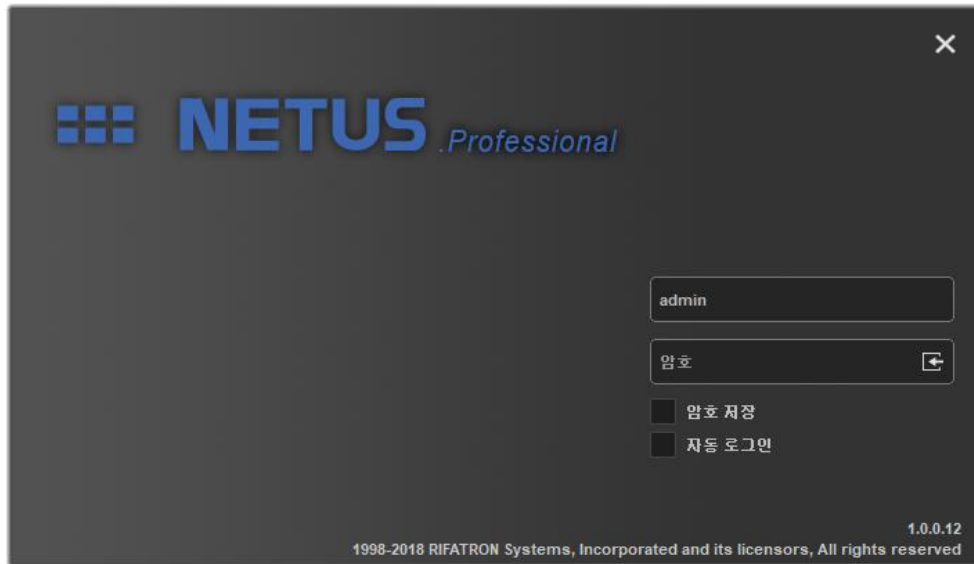 NETUS .Professional
admin
암호
암호 저장
자동 로그인
1.0.0.12
1998-2018 RIFATRON Systems, Incorporated and its licensors, All rights reserved